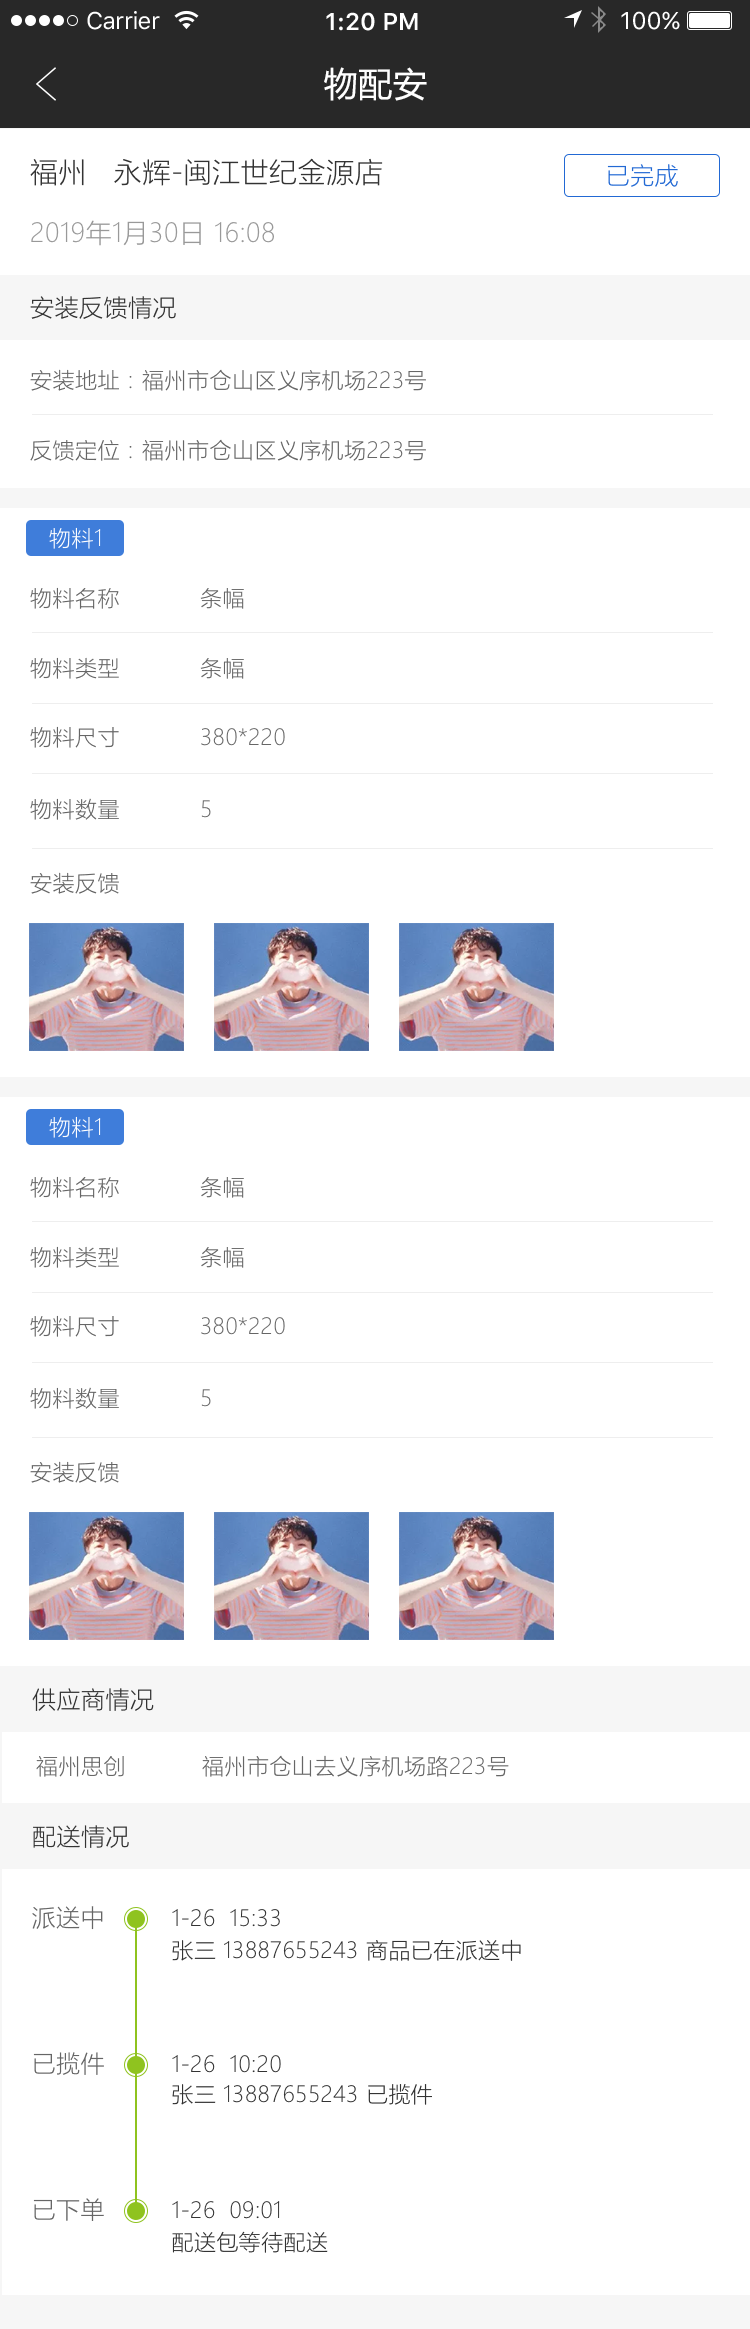 Carrier 1:20 PM 100%
物配安
福州 永辉-闽江世纪金源店 已完成
2019年1月30日 16:08
安装反馈情况
安装地址：福州市仓山区义序机场223号
反馈定位：福州市仓山区义序机场223号
物料1
物料名称 条幅
物料类型 条幅
物料尺寸 380*220
物料数量 5
安装反馈
物料1
物料名称 条幅
物料类型 条幅
物料尺寸 380*220
物料数量 5
安装反馈
供应商情况
福州思创 福州市仓山去义序机场路223号
配送情况
派送中 1-26 15:33
张三 13887655243 商品已在派送中
已揽件 1-26 10:20
张三 13887655243 已揽件
已下单 1-26 09:01
配送包等待配送